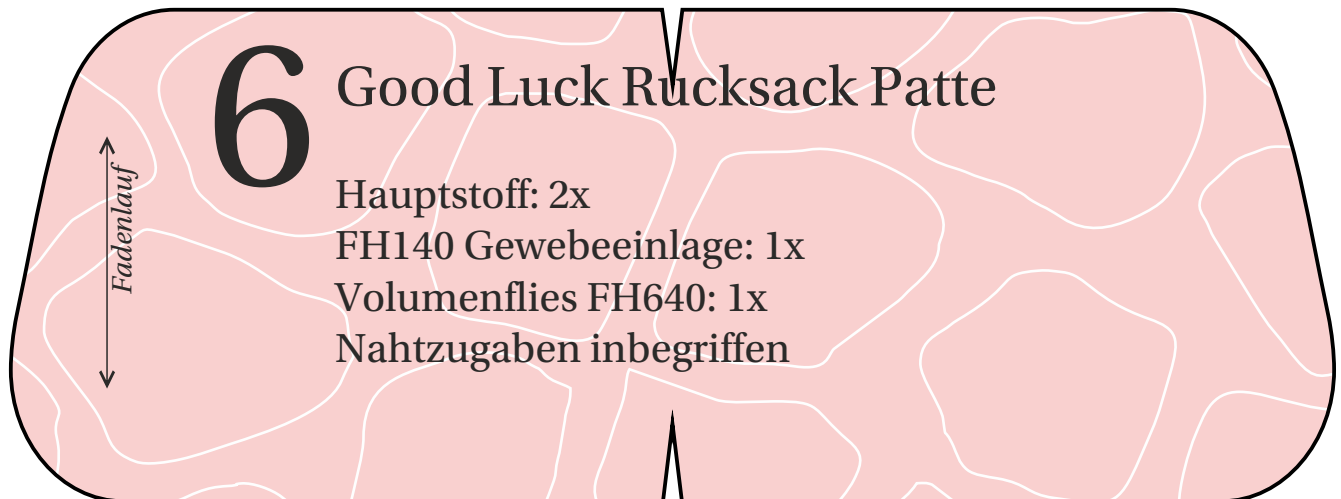 6
Good Luck Rucksack Patte
Hauptstoff: 2x
FH140 Gewebeeinlage: 1x
Volumenflies FH640: 1x
Nahtzugaben inbegriffen
Fadenlauf